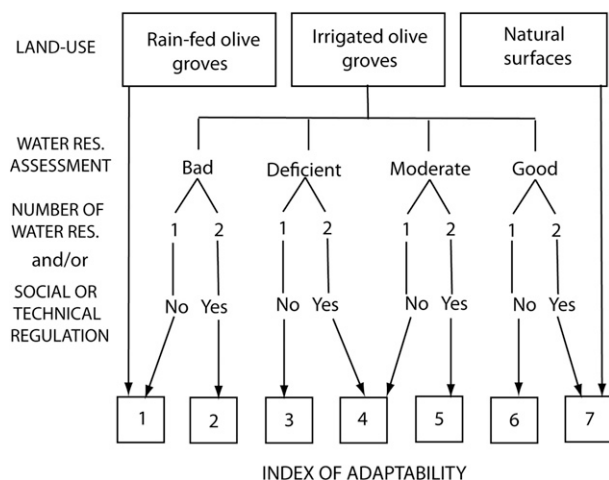 LAND-USE
Rain-fed olive
groves
Irrigated olive
groves
Natural
surfaces
WATER RES.
ASSESSMENT
Bad Deficient Moderate Good
NUMBER OF
WATER RES.
1 2 1 2 1 2 1 2
and/or
SOCIAL OR
TECHNICAL
REGULATION
No Yes No Yes No Yes No Yes
1 2 3 4 5 6 7
INDEX OF ADAPTABILITY